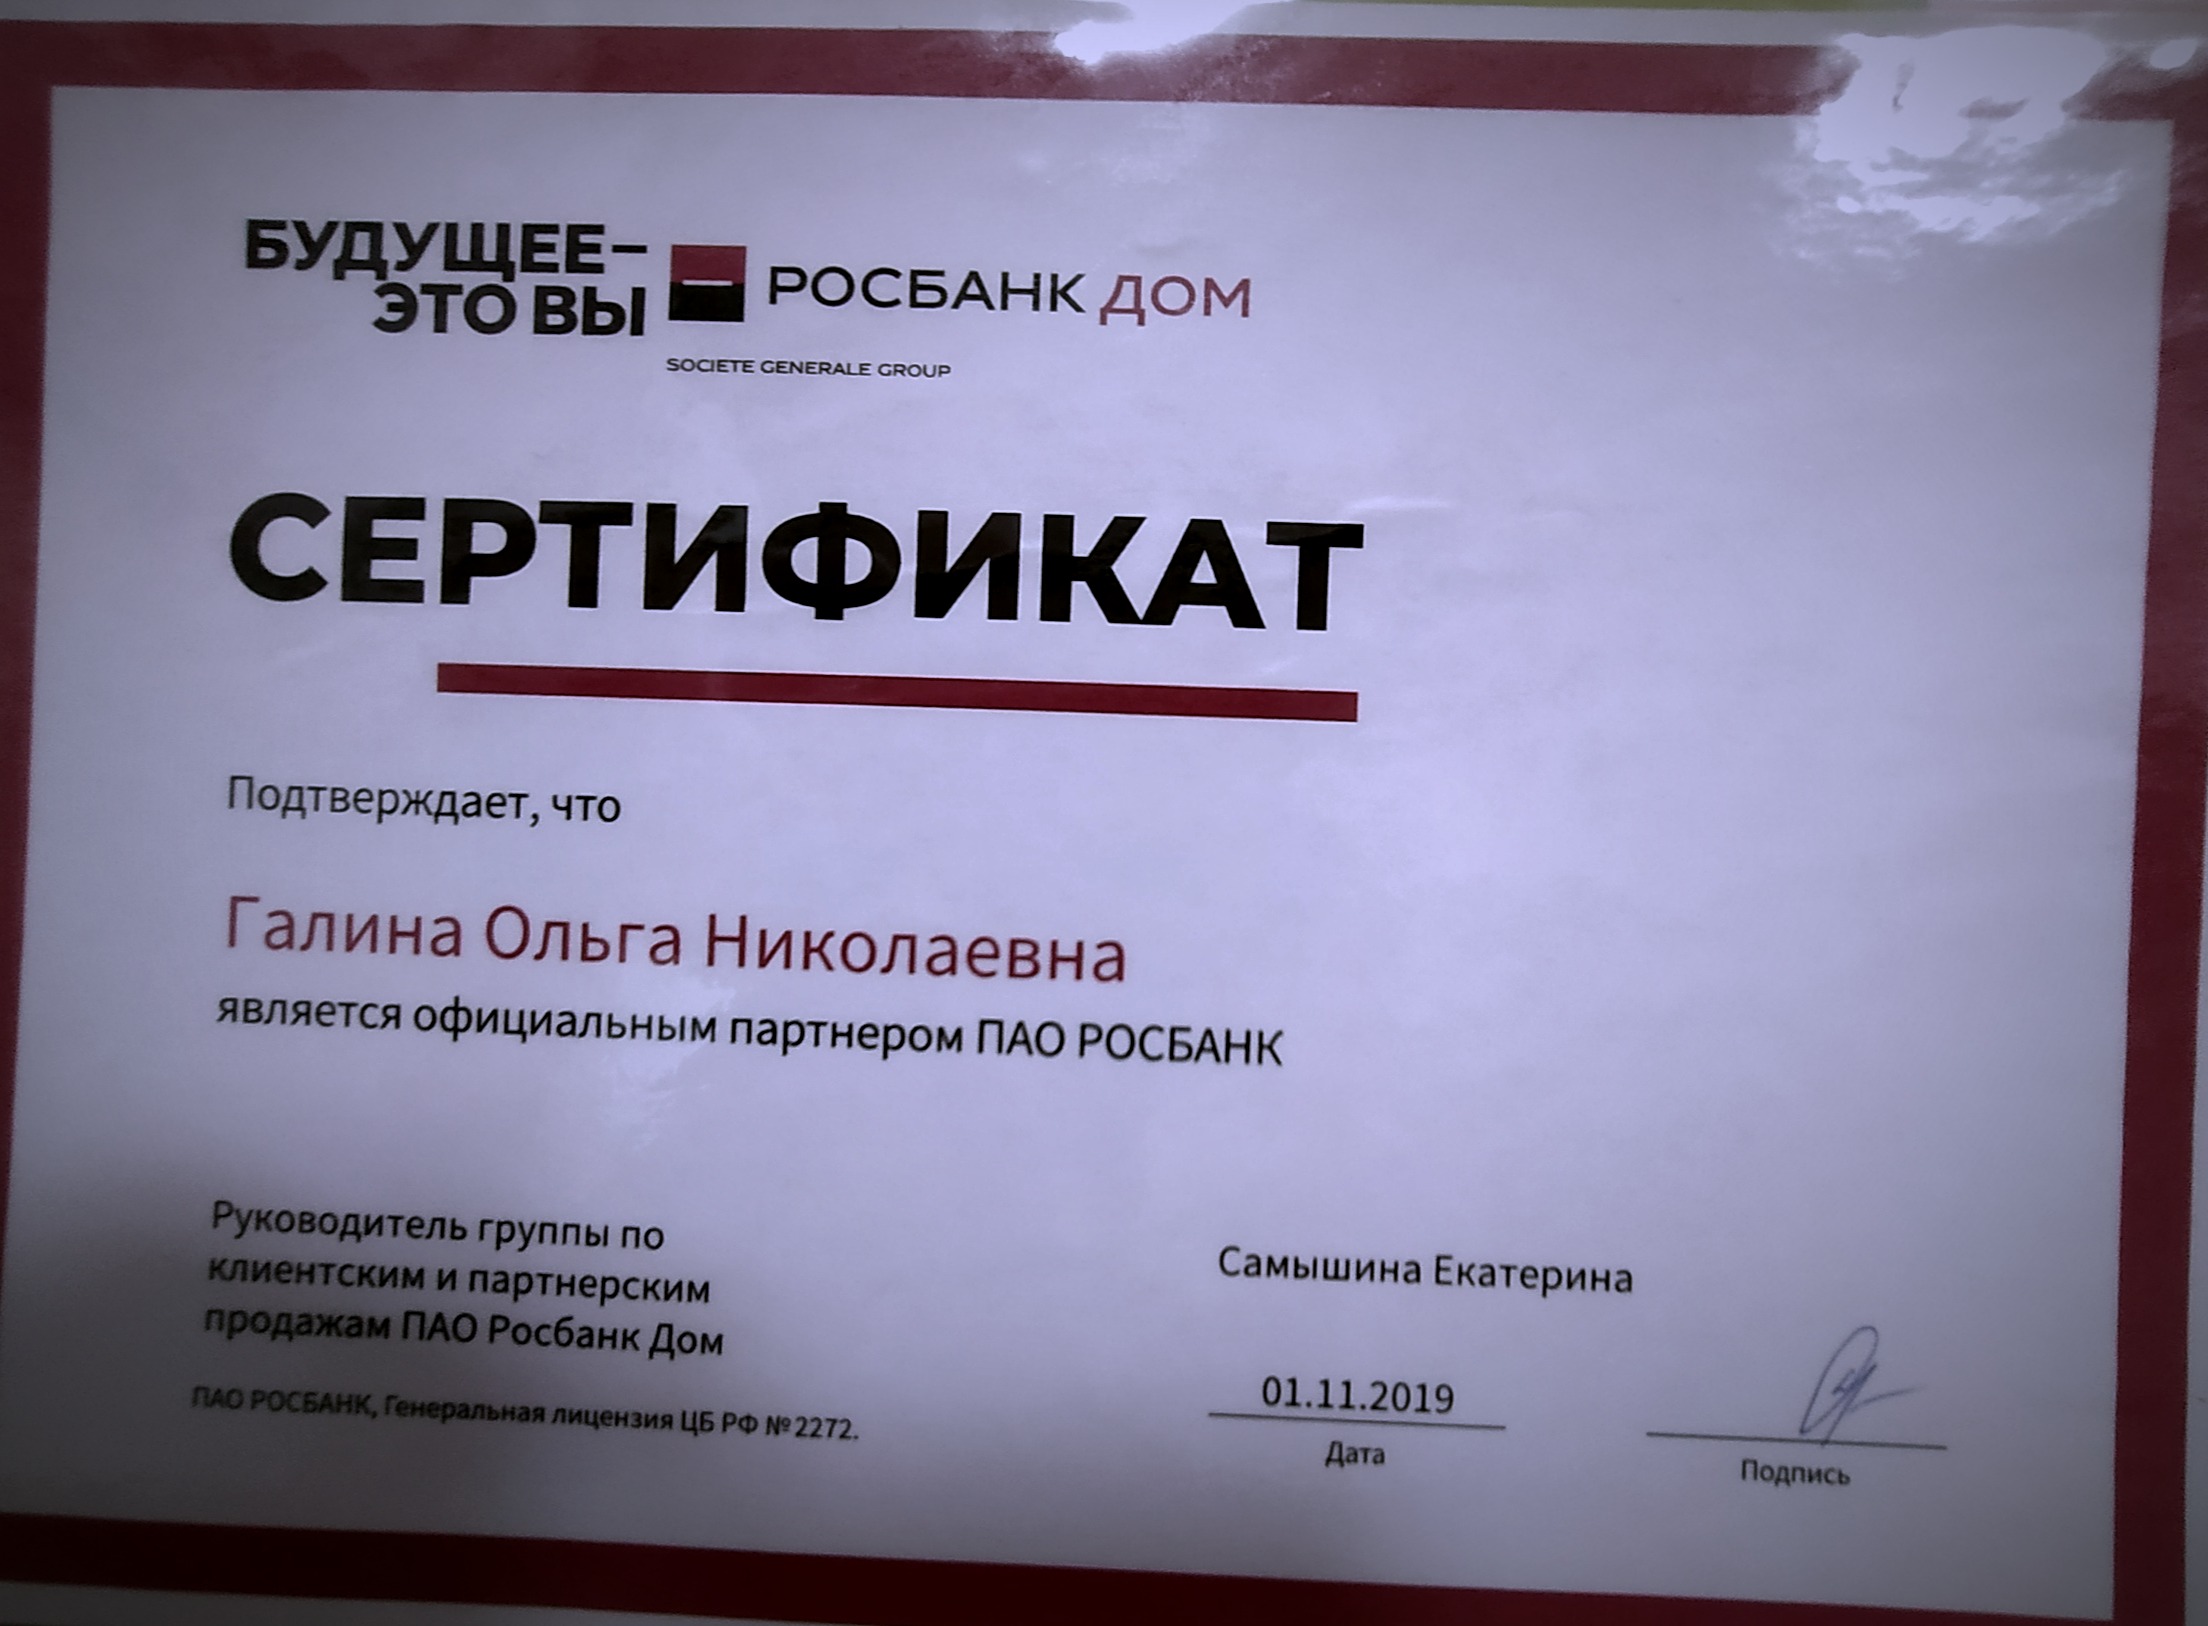 БУДУЩЕЕ–
ЭТО ВЫ
РОСБАНК ДОМ
SOCIETE GENERALE GROUP
СЕРТИФИКАТ
Подтверждает, что
Галина Ольга Николаевна
является официальным партнером ПАО РОСБАНК
Руководитель группы по
клиентским и партнерским
продажам ПАО Росбанк Дом
Самышина Екатерина
01.11.2019
Дата
Подпись
ПАО РОСБАНК, Генеральная лицензия ЦБ РФ №2272.